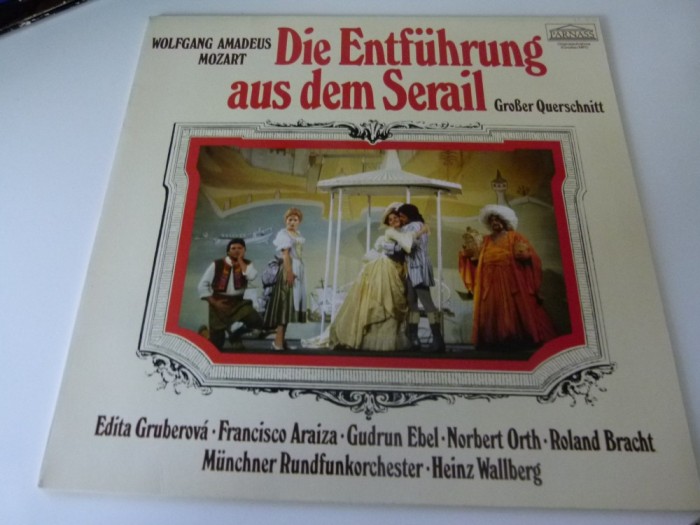 WOLFGANG AMADEUS
MOZART
Die Entführung
aus dem Serail
Großer Querschnitt
PARNASS
Edita Gruberová · Francisco Araiza · Gudrun Ebel · Norbert Orth · Roland Bracht
Münchner Rundfunkorchester · Heinz Wallberg